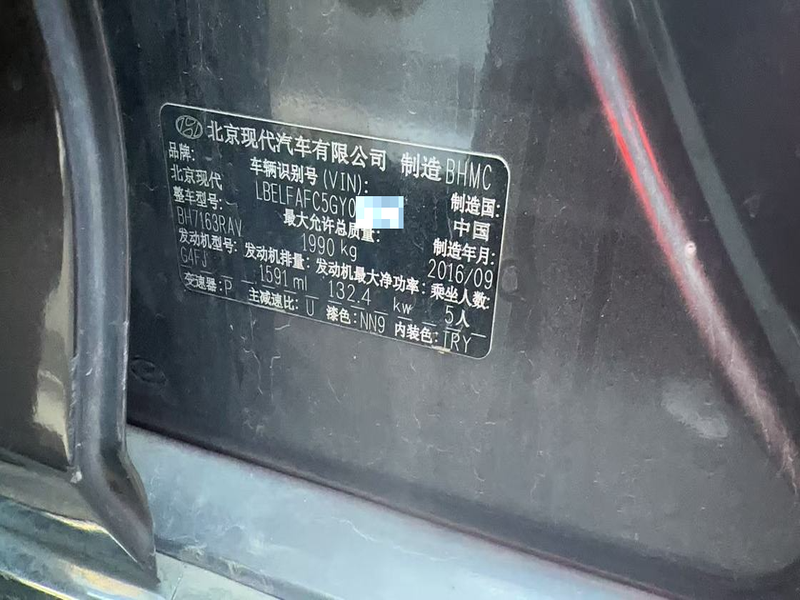 北京现代汽车有限公司 制造 BHMC
品牌: 车辆识别号(VIN): 制造国:
北京现代 LBELFAFC5GY0 中国
整车型号: 最大允许总质量: 制造年月:
BH7163RAV 1990 kg 2016/09
发动机型号: 发动机排量: 发动机最大净功率: 乘坐人数:
G4FJ 1591 ml 132.4 kw 5人
变速器:P 主减速比: U 漆色:NN9 内装色:TRY